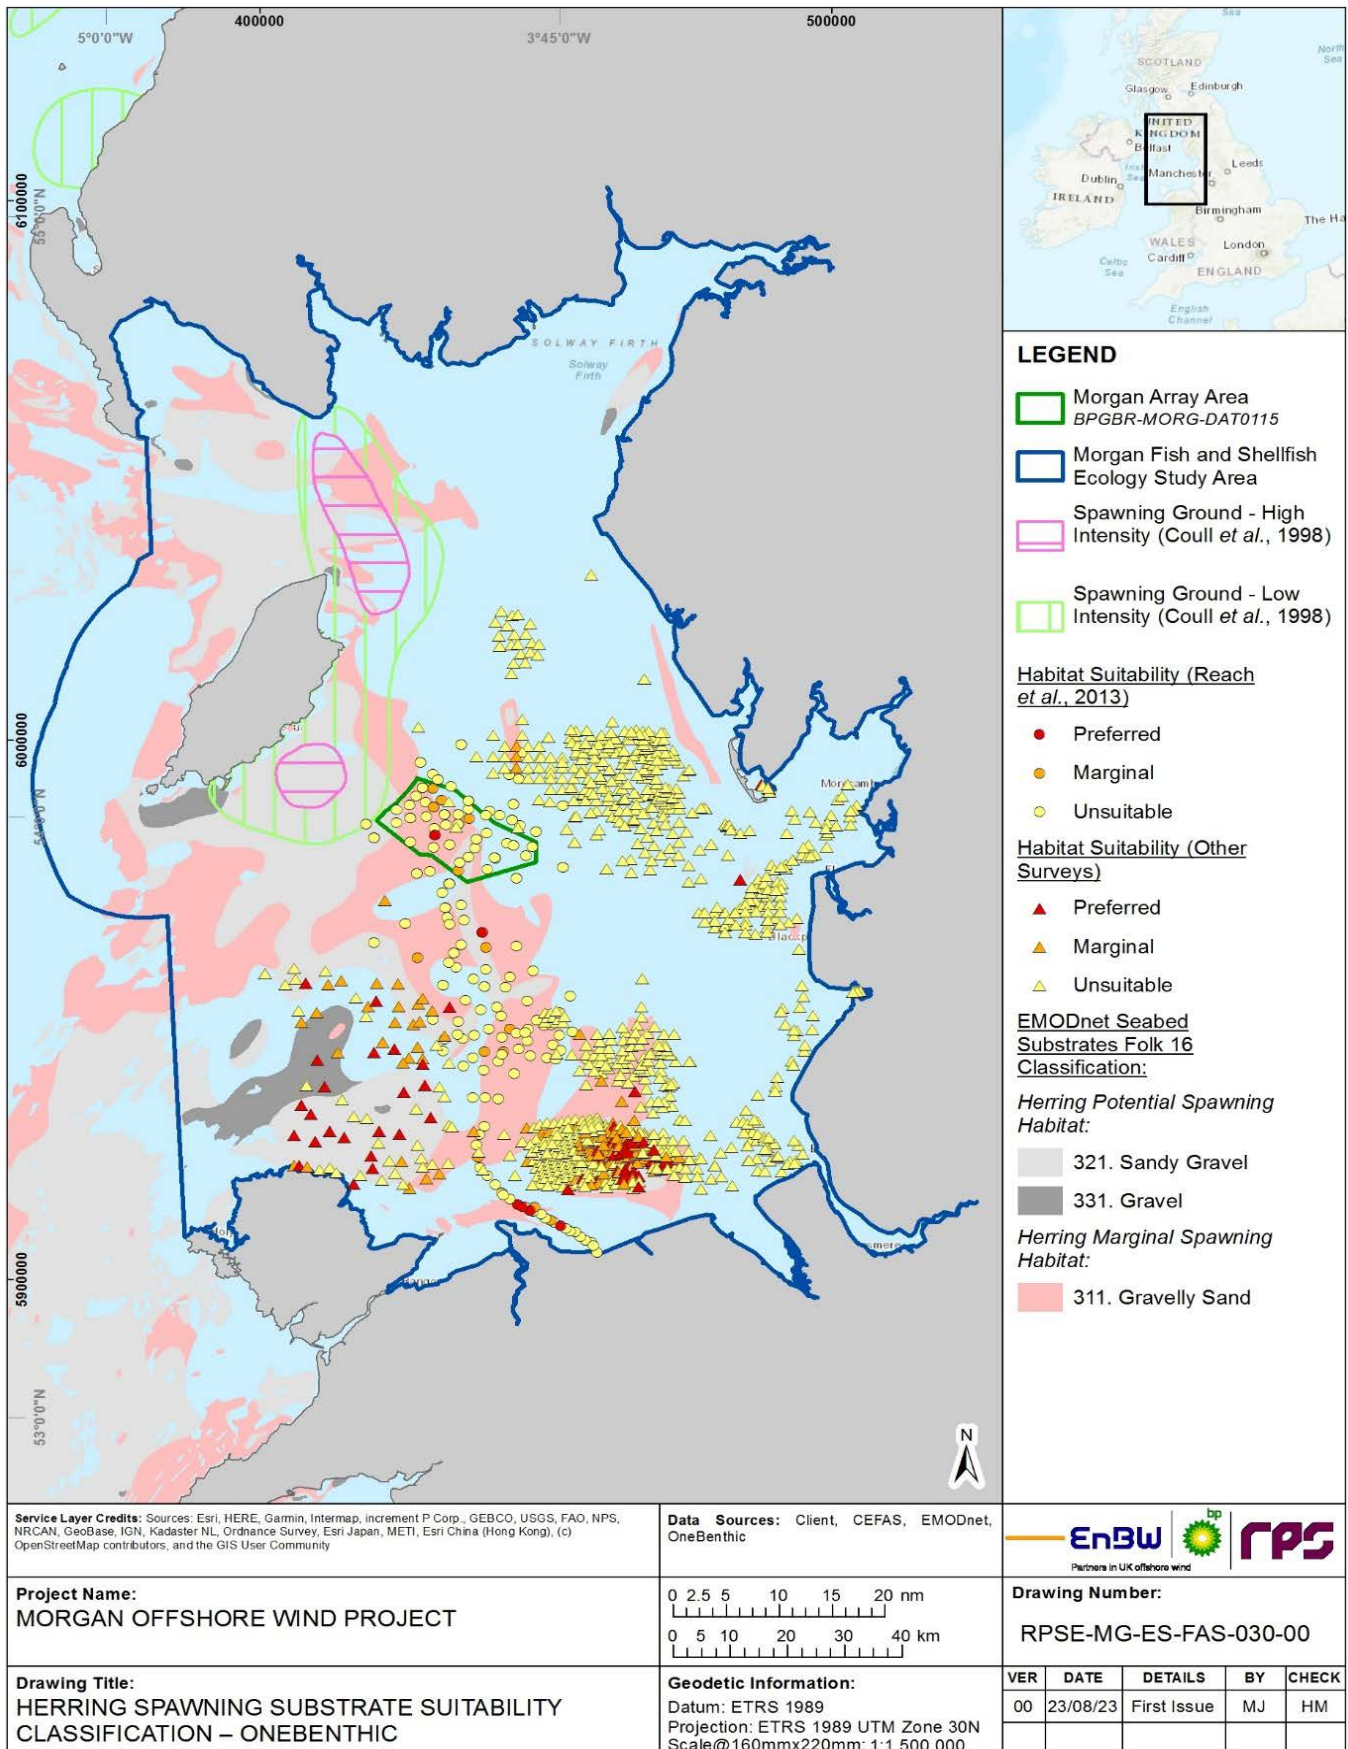 400000
500000
5°0'0"W
3°45'0"W
6100000
55°0'0"N
6000000
54°0'0"N
5900000
53°0'0"N
SOLWAY FIRTH
Solway
Firth
N
Sea
North
Sea
SCOTLAND
Glasgow
Edinburgh
UNITED
KINGDOM
Belfast
Irish
Sea
Leeds
Manchester
Dublin
IRELAND
Birmingham
The Ha
WALES
London
Cardiff
Celtic
Sea
ENGLAND
English
Channel
LEGEND
Morgan Array Area
BPGBR-MORG-DAT0115
Morgan Fish and Shellfish
Ecology Study Area
Spawning Ground - High
Intensity (Coull et al., 1998)
Spawning Ground - Low
Intensity (Coull et al., 1998)
Habitat Suitability (Reach
et al., 2013)
Preferred
Marginal
Unsuitable
Habitat Suitability (Other
Surveys)
Preferred
Marginal
Unsuitable
EMODnet Seabed
Substrates Folk 16
Classification:
Herring Potential Spawning
Habitat:
321. Sandy Gravel
331. Gravel
Herring Marginal Spawning
Habitat:
311. Gravelly Sand
Service Layer Credits: Sources: Esri, HERE, Garmin, Intermap, increment P Corp., GEBCO, USGS, FAO, NPS,
NRCAN, GeoBase, IGN, Kadaster NL, Ordnance Survey, Esri Japan, METI, Esri China (Hong Kong), (c)
OpenStreetMap contributors, and the GIS User Community
Data Sources: Client, CEFAS, EMODnet,
OneBenthic
EnBW
Partners in UK offshore wind
bp
rps
Project Name:
MORGAN OFFSHORE WIND PROJECT
0 2.5 5 10 15 20 nm
0 5 10 20 30 40 km
Drawing Number:
RPSE-MG-ES-FAS-030-00
Drawing Title:
HERRING SPAWNING SUBSTRATE SUITABILITY
CLASSIFICATION – ONEBENTHIC
Geodetic Information:
Datum: ETRS 1989
Projection: ETRS 1989 UTM Zone 30N
Scale@160mmx220mm: 1:1,500,000
VER DATE DETAILS BY CHECK
00 23/08/23 First Issue MJ HM